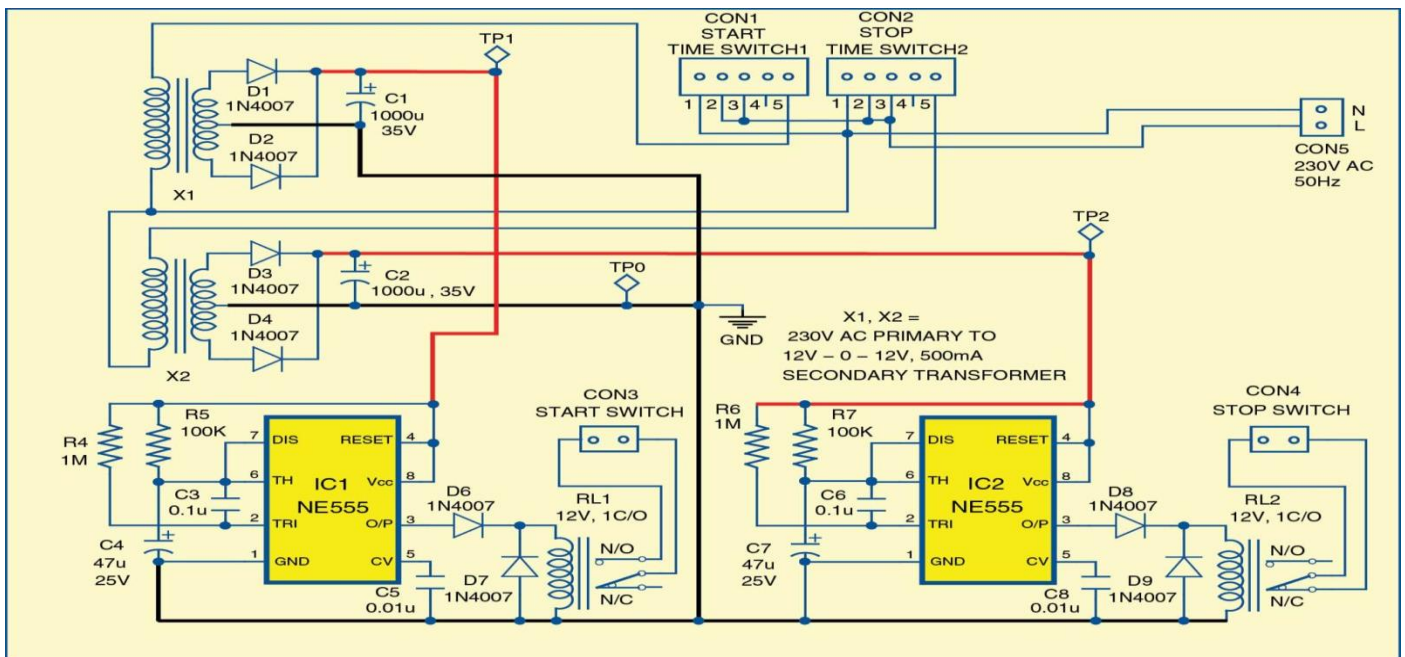 CON1
START
TIME SWITCH1
CON2
STOP
TIME SWITCH2
TP1
D1
1N4007
C1
1000u
35V
+
D2
1N4007
X1
1 2 3 4 5
1 2 3 4 5
N
L
CON5
230V AC
50Hz
TP2
D3
1N4007
C2
1000u , 35V
+
TP0
D4
1N4007
X2
GND
X1, X2 =
230V AC PRIMARY TO
12V – 0 – 12V, 500mA
SECONDARY TRANSFORMER
R4
1M
R5
100K
7 DIS
RESET 4
6 TH
Vcc 8
IC1
NE555
2 TRI
O/P 3
1 GND
CV 5
C3
0.1u
C4
47u
25V
+
C5
0.01u
D6
1N4007
D7
1N4007
CON3
START SWITCH
RL1
12V, 1C/O
N/O
N/C
R6
1M
R7
100K
7 DIS
RESET 4
6 TH
Vcc 8
IC2
NE555
2 TRI
O/P 3
1 GND
CV 5
C6
0.1u
C7
47u
25V
+
C8
0.01u
D8
1N4007
D9
1N4007
CON4
STOP SWITCH
RL2
12V, 1C/O
N/O
N/C